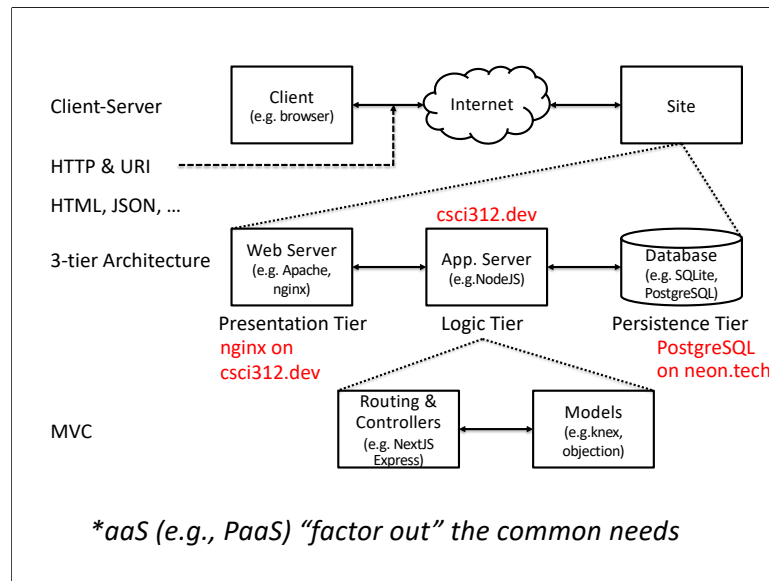 Client-Server
Client
(e.g. browser)
Internet
Site
HTTP & URI
HTML, JSON, …
csci312.dev
3-tier Architecture
Web Server
(e.g. Apache,
nginx)
App. Server
(e.g.NodeJS)
Database
(e.g. SQLite,
PostgreSQL)
Presentation Tier
nginx on
csci312.dev
Logic Tier
Persistence Tier
PostgreSQL
on neon.tech
MVC
Routing &
Controllers
(e.g. NextJS
Express)
Models
(e.g.knex,
objection)
*aaS (e.g., PaaS) “factor out” the common needs